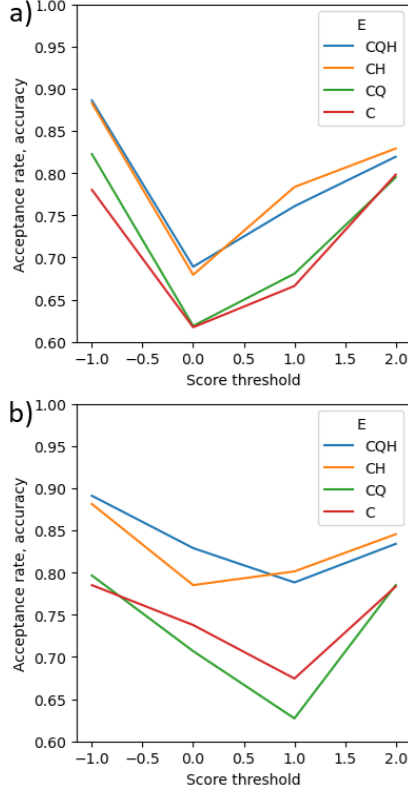 a)
1.00
0.95
0.90
0.85
0.80
0.75
0.70
0.65
0.60
Acceptance rate, accuracy
E
CQH
CH
CQ
C
−1.0 −0.5 0.0 0.5 1.0 1.5 2.0
Score threshold
b)
1.00
0.95
0.90
0.85
0.80
0.75
0.70
0.65
0.60
Acceptance rate, accuracy
E
CQH
CH
CQ
C
−1.0 −0.5 0.0 0.5 1.0 1.5 2.0
Score threshold